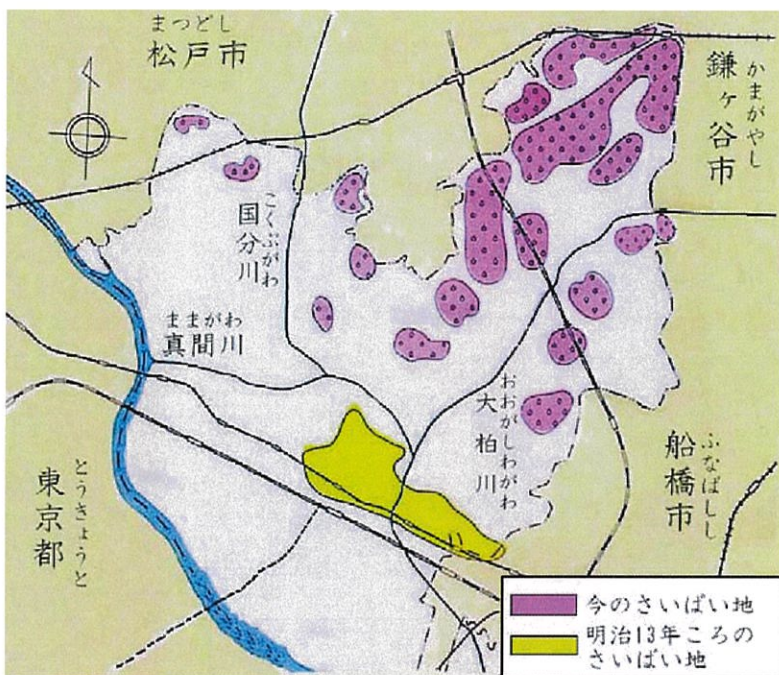 まつどし
松戸市
かまがやし
鎌ヶ谷市
こくぶがわ
国分川
ままがわ
真間川
おおがしわがわ
大柏川
ふなばしし
船橋市
とうきょうと
東京都
今のさいばい地
明治13年ころの
さいばい地